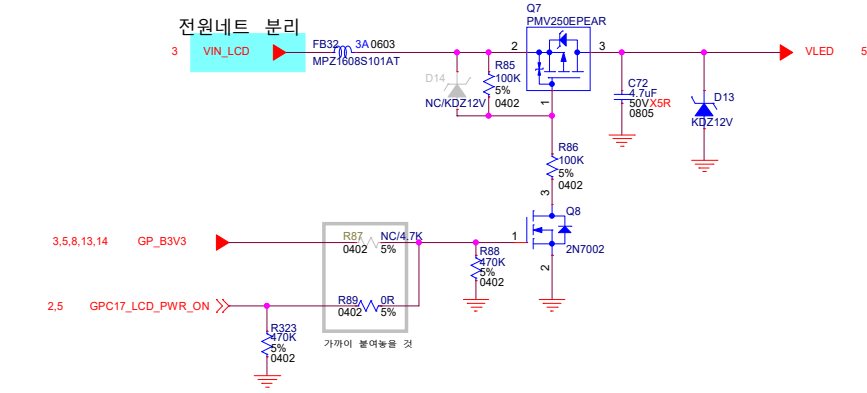 전원네트 분리
Q7
PMV250EPEAR
3 VIN_LCD
FB32 3A 0603
MPZ1608S101AT
2
3
VLED 5
D14
NC/KDZ12V
R85
100K
5%
0402
1
C72
4.7uF
50V X5R
0805
D13
KDZ12V
R86
100K
5%
0402
3
Q8
1
2N7002
2
3,5,8,13,14 GP_B3V3
R87 NC/4.7K
0402 5%
R88
470K
5%
0402
2,5 GPC17_LCD_PWR_ON
R89 0R
0402 5%
R323
470K
5%
0402
가까이 붙여놓을 것